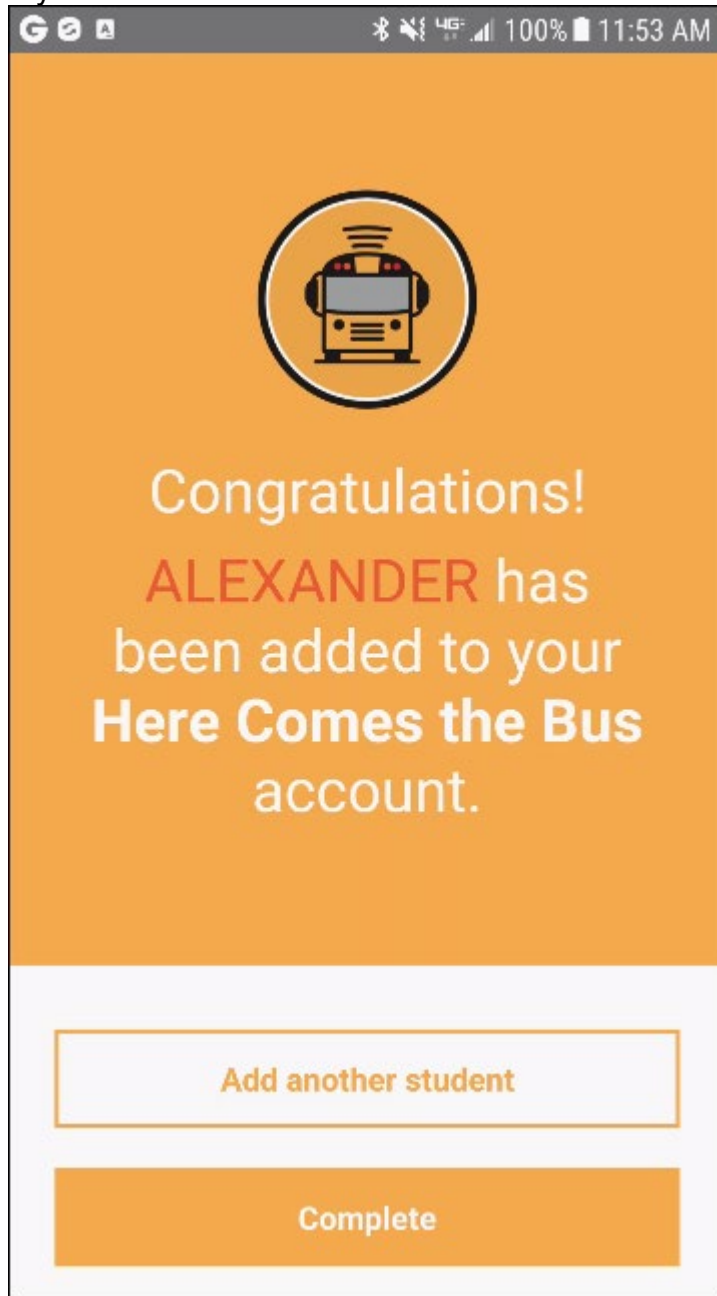 4G 100% 11:53 AM
Congratulations!
ALEXANDER has
been added to your
Here Comes the Bus
account.
Add another student
Complete